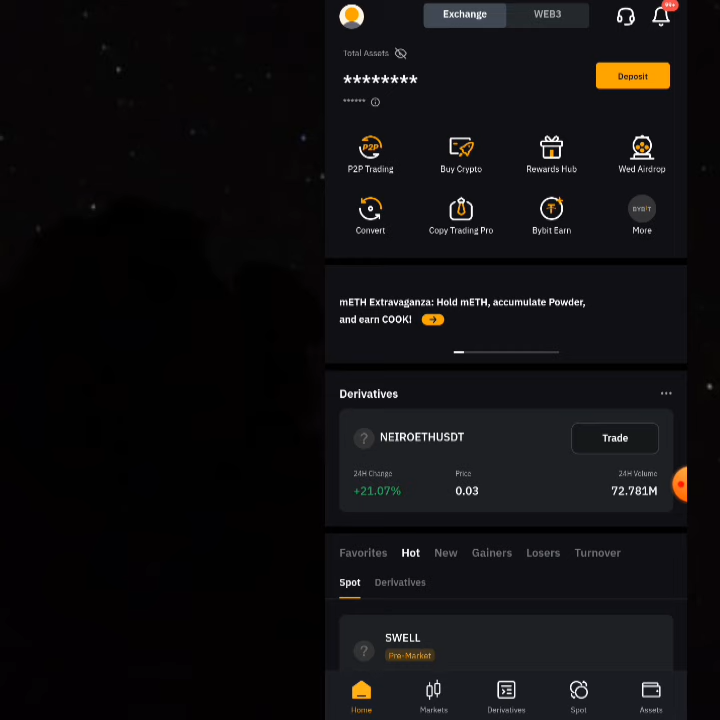 Exchange WEB3
99+
Total Assets
********
Deposit
******
P2P
P2P Trading Buy Crypto Rewards Hub Wed Airdrop
BYBIT
Convert Copy Trading Pro Bybit Earn More
mETH Extravaganza: Hold mETH, accumulate Powder,
and earn COOK!
Derivatives
? NEIROETHUSDT Trade
24H Change Price 24H Volume
+21.07% 0.03 72.781M
Favorites Hot New Gainers Losers Turnover
Spot Derivatives
? SWELL
Pre-Market
Home Markets Derivatives Spot Assets